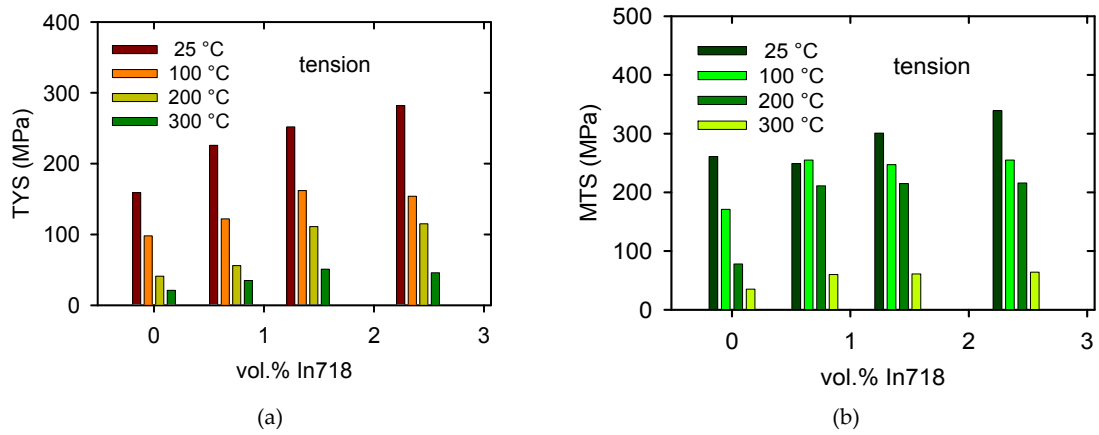 400
300
200
100
0
TYS (MPa)
25 °C
100 °C
200 °C
300 °C
tension
0 1 2 3
vol.% In718
(a)
500
400
300
200
100
0
MTS (MPa)
25 °C
100 °C
200 °C
300 °C
tension
0 1 2 3
vol.% In718
(b)